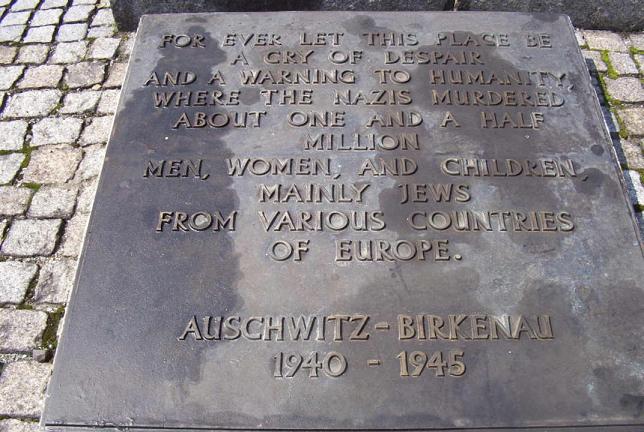 FOR EVER LET THIS PLACE BE
A CRY OF DESPAIR
AND A WARNING TO HUMANITY,
WHERE THE NAZIS MURDERED
ABOUT ONE AND A HALF
MILLION
MEN, WOMEN, AND CHILDREN,
MAINLY JEWS
FROM VARIOUS COUNTRIES
OF EUROPE.
AUSCHWITZ-BIRKENAU
1940 - 1945